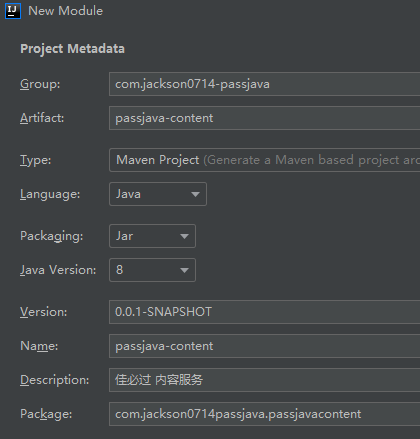 New Module
Project Metadata
Group: com.jackson0714-passjava
Artifact: passjava-content
Type: Maven Project (Generate a Maven based project arc
Language: Java
Packaging: Jar
Java Version: 8
Version: 0.0.1-SNAPSHOT
Name: passjava-content
Description: 佳必过 内容服务
Package: com.jackson0714passjava.passjavacontent